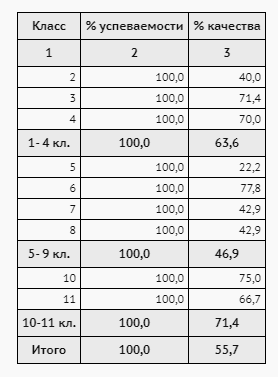 Класс % успеваемости % качества
1 2 3
2 100,0 40,0
3 100,0 71,4
4 100,0 70,0
1- 4 кл. 100,0 63,6
5 100,0 22,2
6 100,0 77,8
7 100,0 42,9
8 100,0 42,9
5- 9 кл. 100,0 46,9
10 100,0 75,0
11 100,0 66,7
10-11 кл. 100,0 71,4
Итого 100,0 55,7